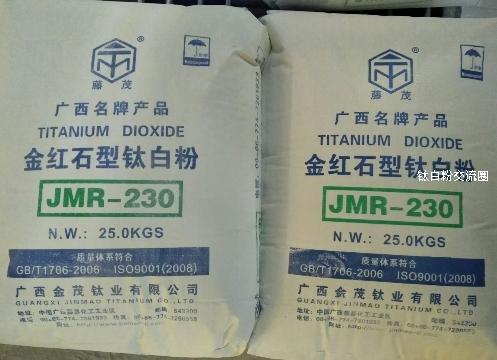 藤茂
广西名牌产品
TITANIUM DIOXIDE
金红石型钛白粉
JMR-230
N.W.: 25.0KGS
质量体系符合
GB/T1706-2006 ISO9001(2008)
广西金茂钛业有限公司
GUANGXI JINMAO TITANIUM CO.,LTD
藤茂
广西名牌产品
TITANIUM DIOXIDE
金红石型钛白粉
钛白粉交流圈
JMR-230
N.W.: 25.0KGS
质量体系符合
GB/T1706-2006 ISO9001(2008)
广西金茂钛业有限公司
GUANGXI JINMAO TITANIUM CO.,LTD